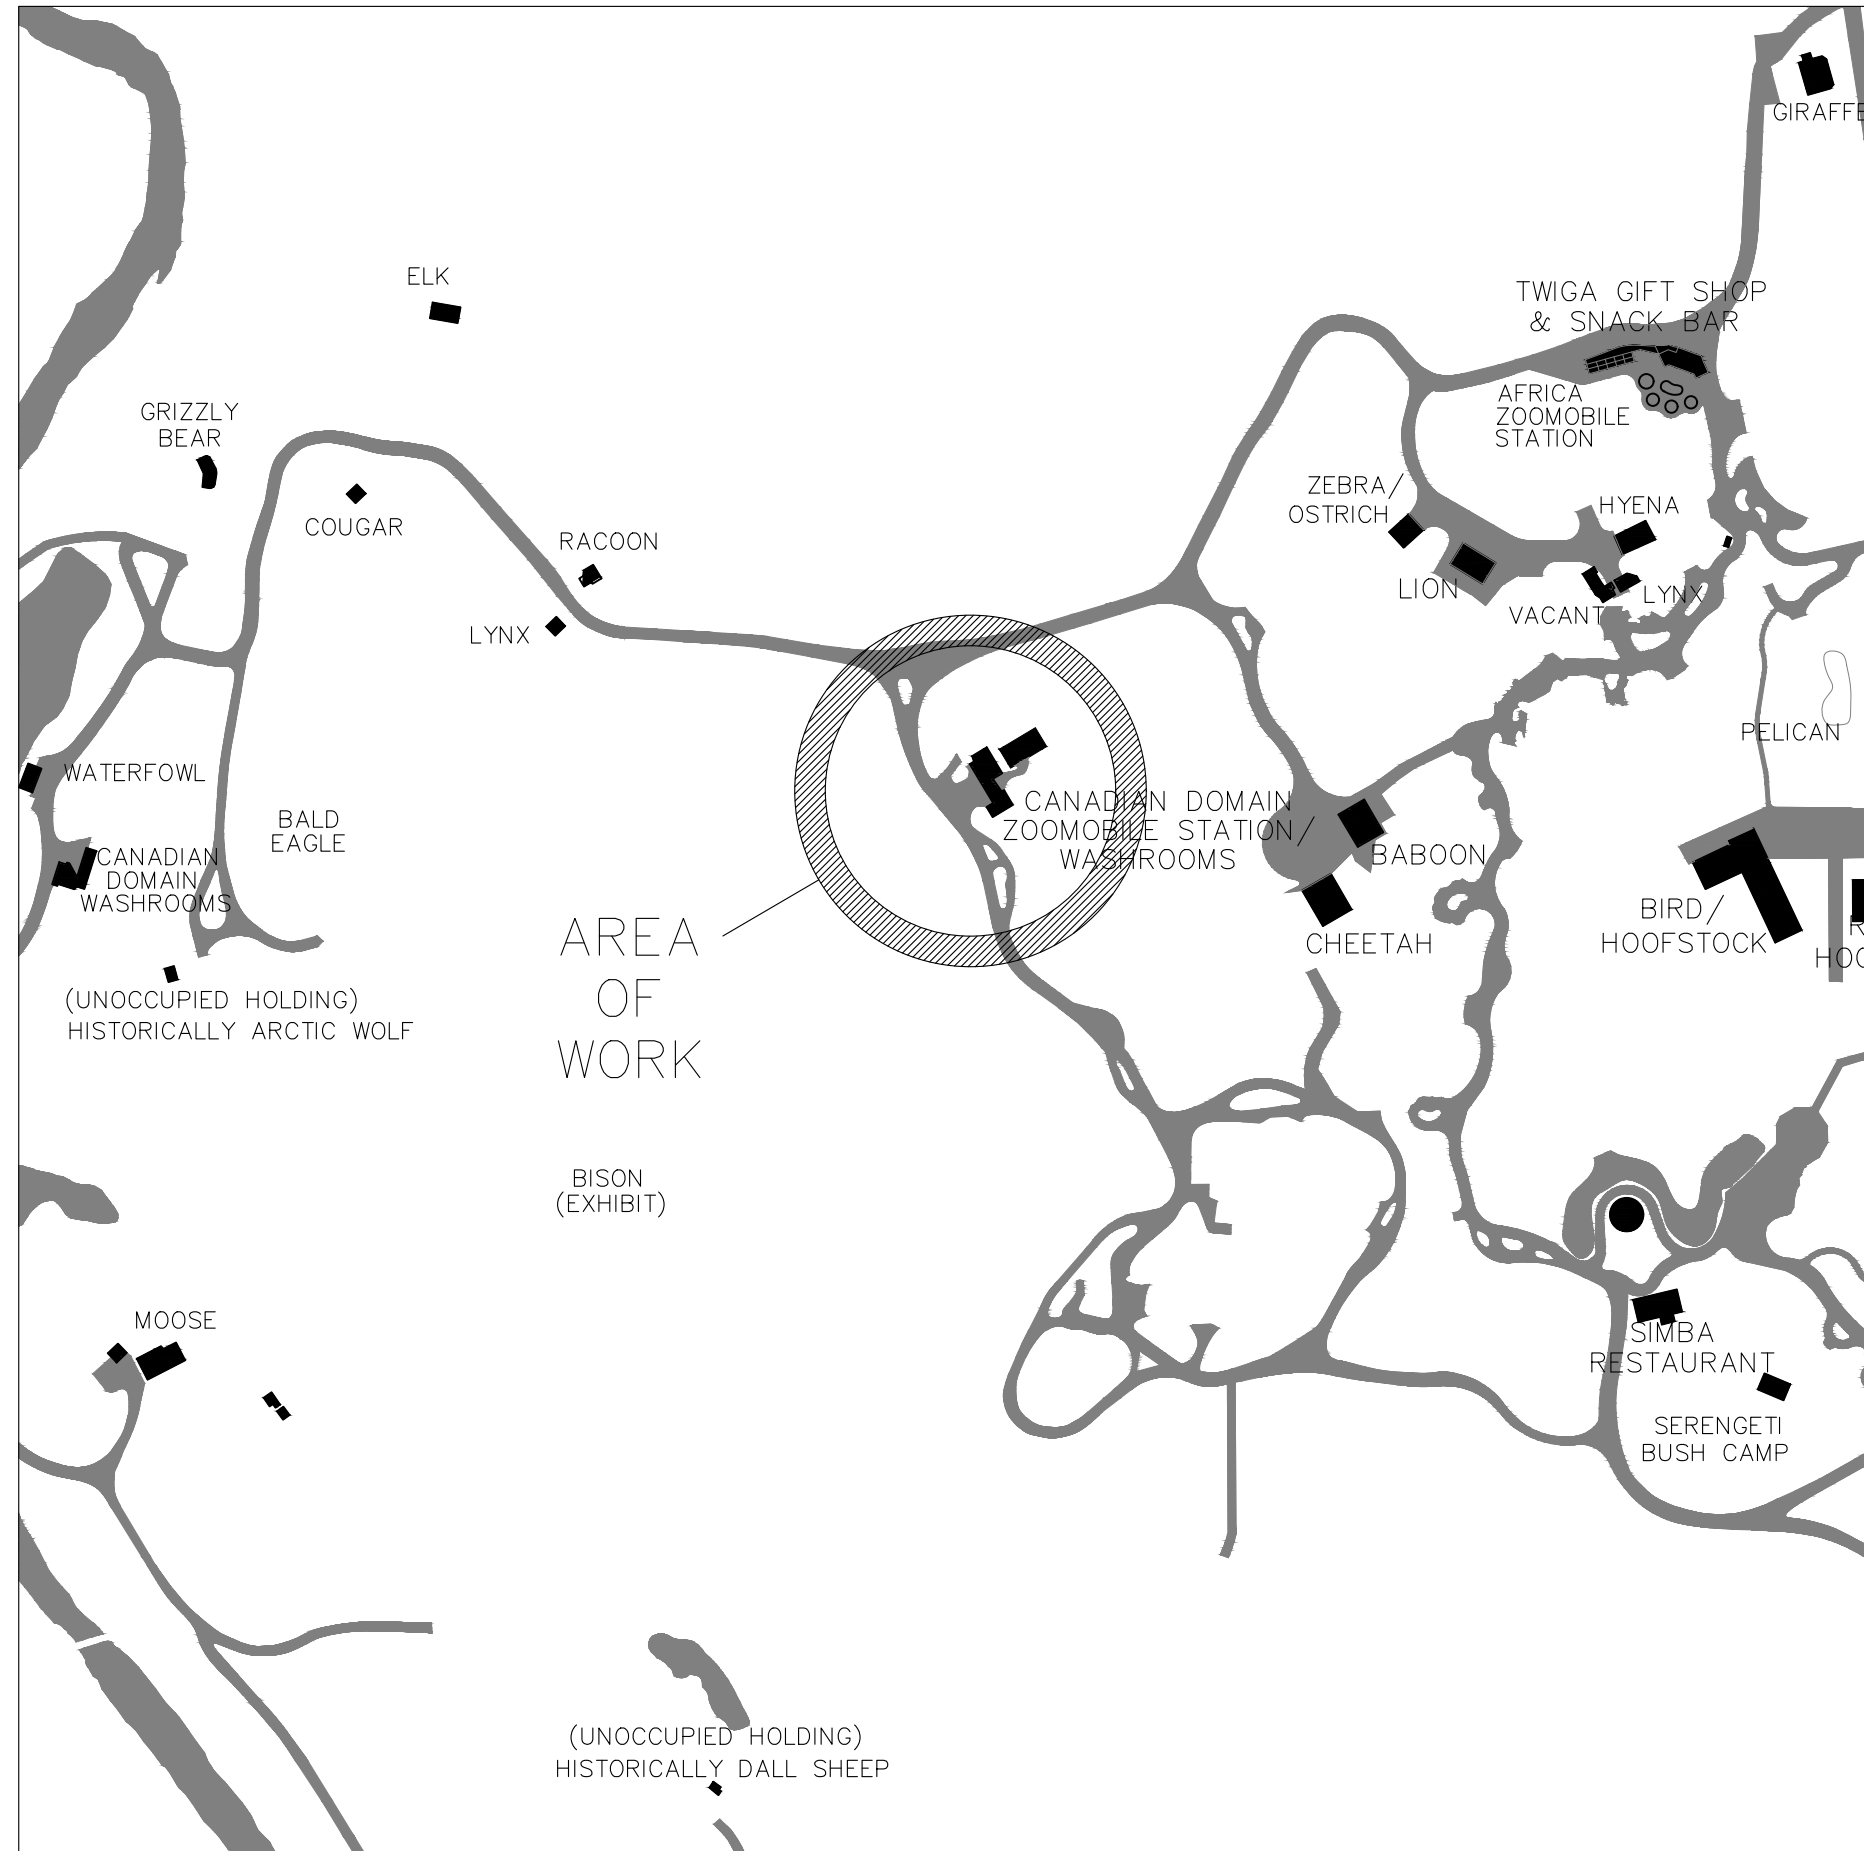 GIRAFFE
ELK
TWIGA GIFT SHOP
& SNACK BAR
AFRICA
ZOOMOBILE
STATION
GRIZZLY
BEAR
COUGAR
RACOON
LYNX
ZEBRA/
OSTRICH
HYENA
LION
LYNX
VACANT
PELICAN
WATERFOWL
BALD
EAGLE
CANADIAN
DOMAIN
WASHROOMS
CANADIAN DOMAIN
ZOOMOBILE STATION/
WASHROOMS
BABOON
CHEETAH
BIRD/
HOOFSTOCK
R
HOO
AREA
OF
WORK
(UNOCCUPIED HOLDING)
HISTORICALLY ARCTIC WOLF
BISON
(EXHIBIT)
MOOSE
SIMBA
RESTAURANT
SERENGETI
BUSH CAMP
(UNOCCUPIED HOLDING)
HISTORICALLY DALL SHEEP